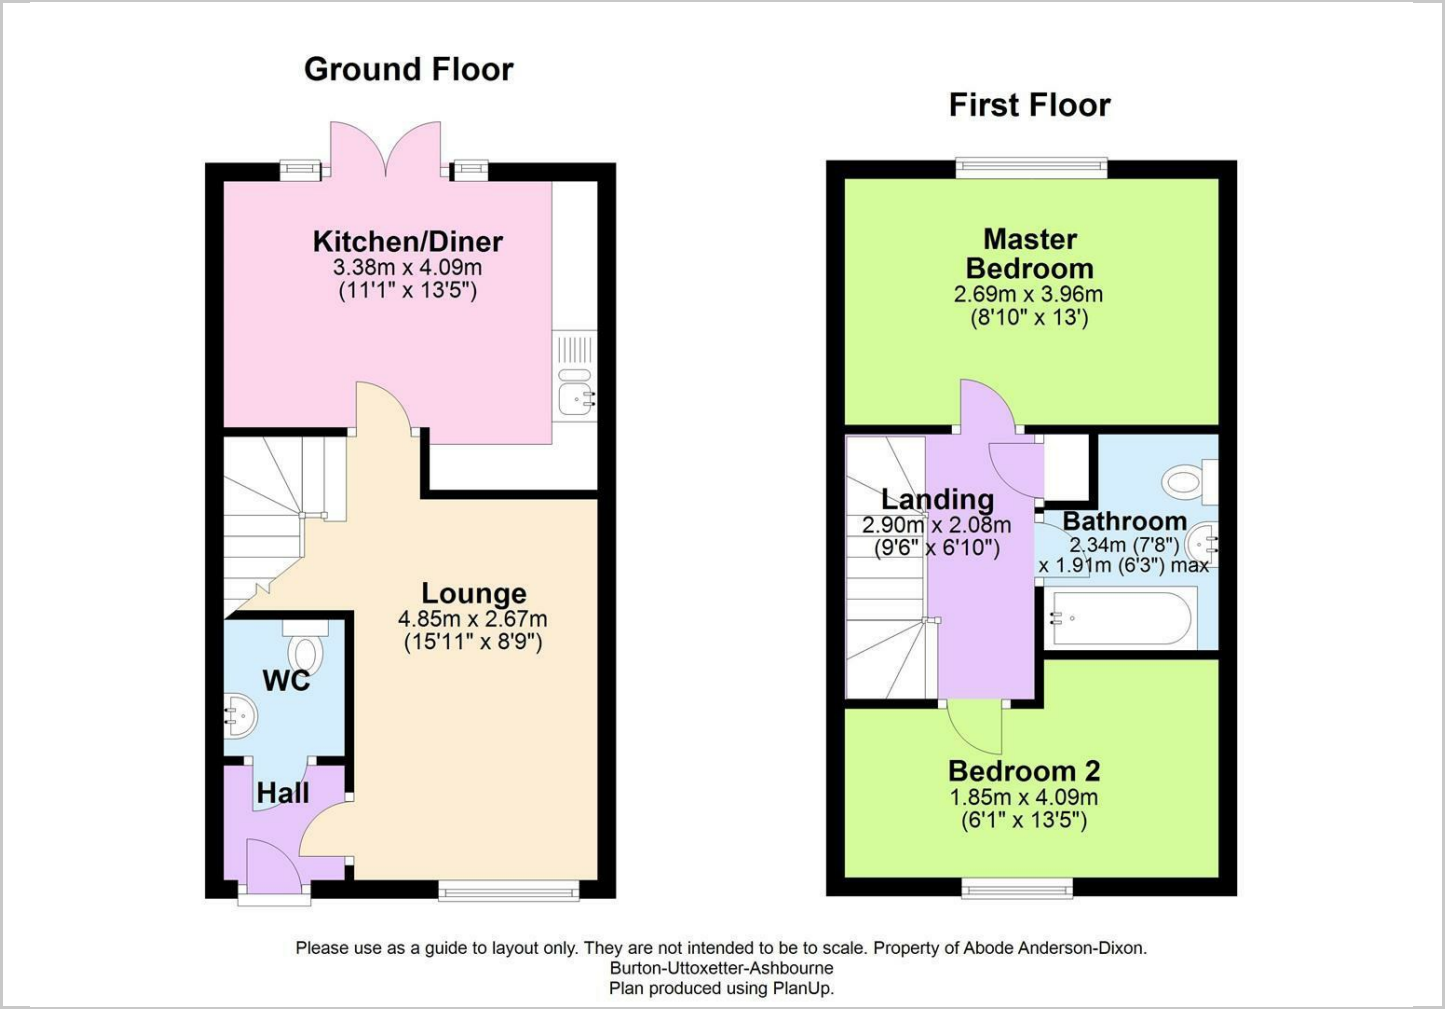 Ground Floor
First Floor
Kitchen/Diner
3.38m x 4.09m
(11'1" x 13'5")
Master
Bedroom
2.69m x 3.96m
(8'10" x 13')
Landing
2.90m x 2.08m
(9'6" x 6'10")
Bathroom
2.34m (7'8")
x 1.91m (6'3") max
Lounge
4.85m x 2.67m
(15'11" x 8'9")
WC
Hall
Bedroom 2
1.85m x 4.09m
(6'1" x 13'5")
Please use as a guide to layout only. They are not intended to be to scale. Property of Abode Anderson-Dixon.
Burton-Uttoxetter-Ashbourne
Plan produced using PlanUp.